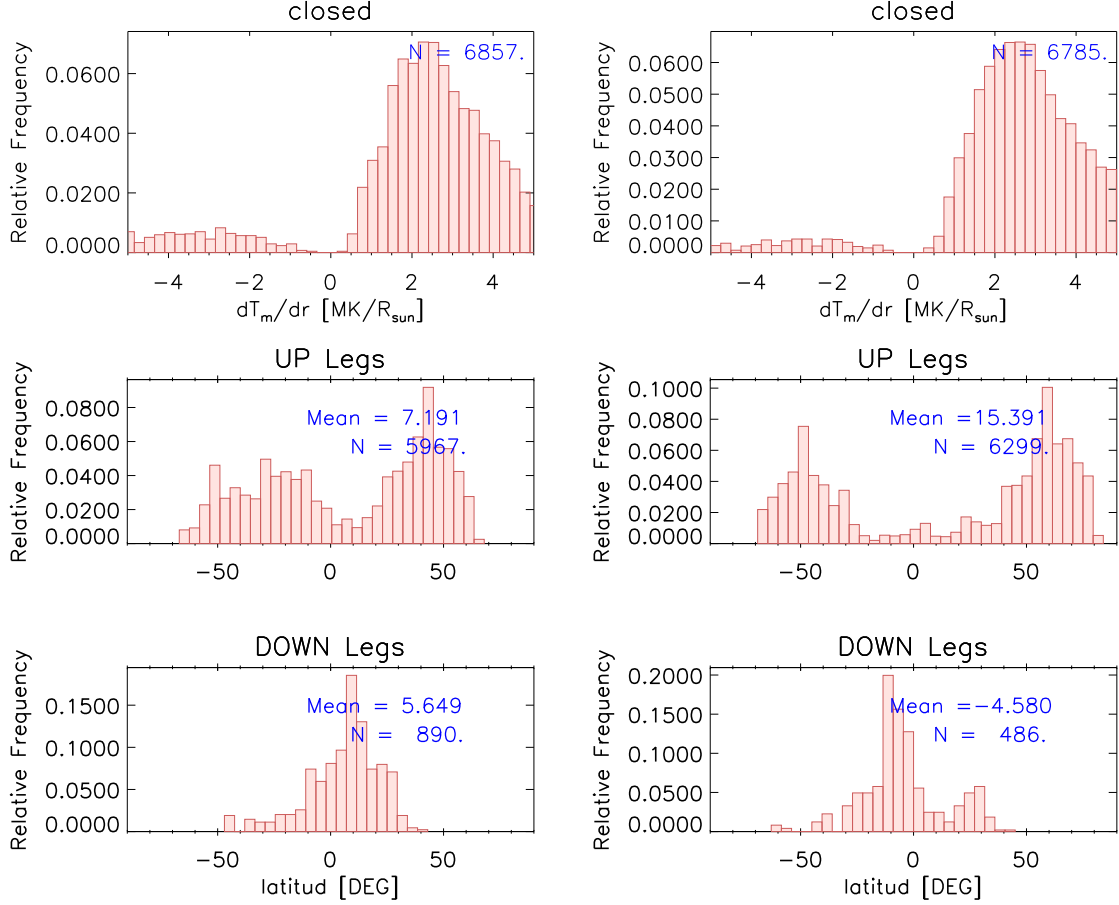 closed
Relative Frequency
N = 6857.
0.0600
0.0400
0.0200
0.0000
−4 −2 0 2 4
dTm/dr [MK/Rsun]
closed
Relative Frequency
N = 6785.
0.0600
0.0500
0.0400
0.0300
0.0200
0.0100
0.0000
−4 −2 0 2 4
dTm/dr [MK/Rsun]
UP Legs
Relative Frequency
Mean = 7.191
N = 5967.
0.0800
0.0600
0.0400
0.0200
0.0000
−50 0 50
UP Legs
Relative Frequency
Mean =15.391
N = 6299.
0.1000
0.0800
0.0600
0.0400
0.0200
0.0000
−50 0 50
DOWN Legs
Relative Frequency
Mean = 5.649
N = 890.
0.1500
0.1000
0.0500
0.0000
−50 0 50
latitud [DEG]
DOWN Legs
Relative Frequency
Mean =−4.580
N = 486.
0.2000
0.1500
0.1000
0.0500
0.0000
−50 0 50
latitud [DEG]